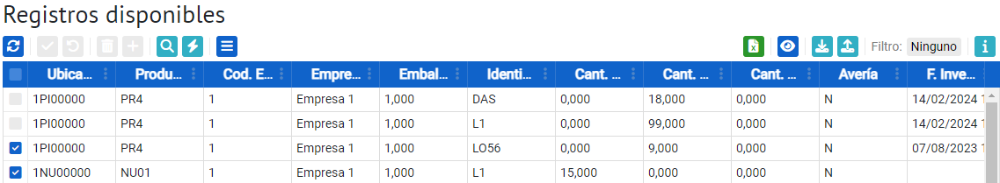 Registros disponibles
Filtro: Ninguno
Ubica... Produ... Cod. E... Empre... Embal... Identi... Cant. ... Cant. ... Cant. ... Avería F. Inve...
1PI00000 PR4 1 Empresa 1 1,000 DAS 0,000 18,000 0,000 N 14/02/2024 1
1PI00000 PR4 1 Empresa 1 1,000 L1 0,000 99,000 0,000 N 14/02/2024 1
1PI00000 PR4 1 Empresa 1 1,000 LO56 0,000 9,000 0,000 N 07/08/2023 1
1NU00000 NU01 1 Empresa 1 1,000 L1 15,000 0,000 0,000 N